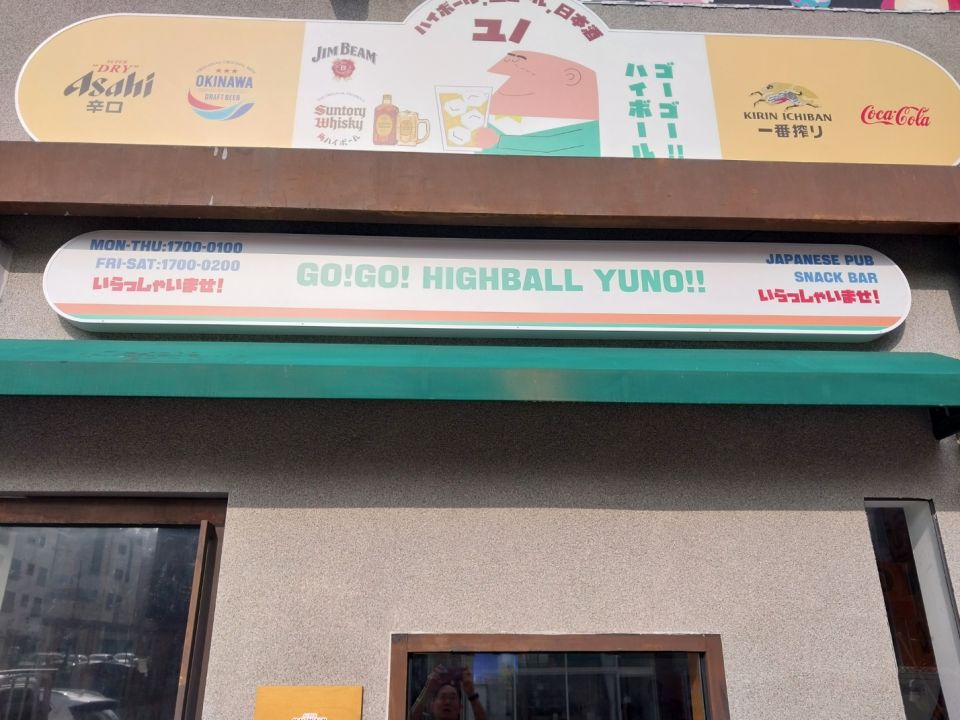 ハイボール,ビール,日本酒
ユノ
SUPER
"DRY"
Asahi
辛口
OKINAWA
DRAFT BEER
JIM BEAM
B
Suntory
Whisky
角ハイボール
ゴーゴー!!
ハイボール
KIRIN ICHIBAN
一番搾り
Coca-Cola
MON-THU:1700-0100
FRI-SAT:1700-0200
いらっしゃいませ!
GO!GO! HIGHBALL YUNO!!
JAPANESE PUB
SNACK BAR
いらっしゃいませ!